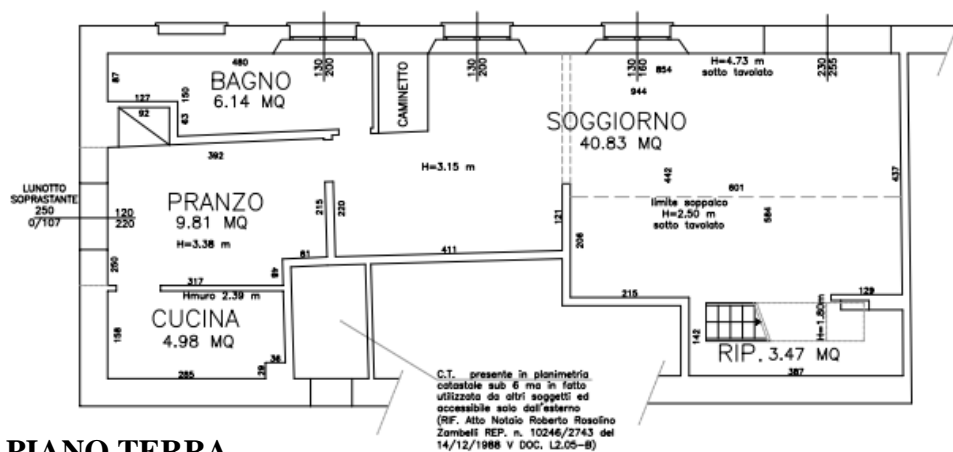 480
BAGNO
6.14 MQ
87
127
150
92
63
130
200
CAMINETTO
130
200
130
160
854
944
H=4.73 m
sotto tavolato
230
255
SOGGIORNO
40.83 MQ
392
H=3.15 m
442
437
601
limite soppalco
H=2.50 m
sotto tavolato
584
LUNOTTO
SOPRASTANTE
250
0/107
120
220
PRANZO
9.81 MQ
H=3.38 m
215
220
121
208
411
61
48
250
317
Hmuro 2.39 m
CUCINA
4.98 MQ
158
285
29
36
215
129
142
H=1.80m
RIP. 3.47 MQ
387
C.T. presente in planimetria
catastale sub 6 ma in fatto
utilizzata da altri soggetti ed
accessibile solo dall'esterno
(RIF. Atto Notaio Roberto Rosolino
Zambelli REP. n. 10246/2743 del
14/12/1988 V DOC. L2.05-B)
PIANO TERRA